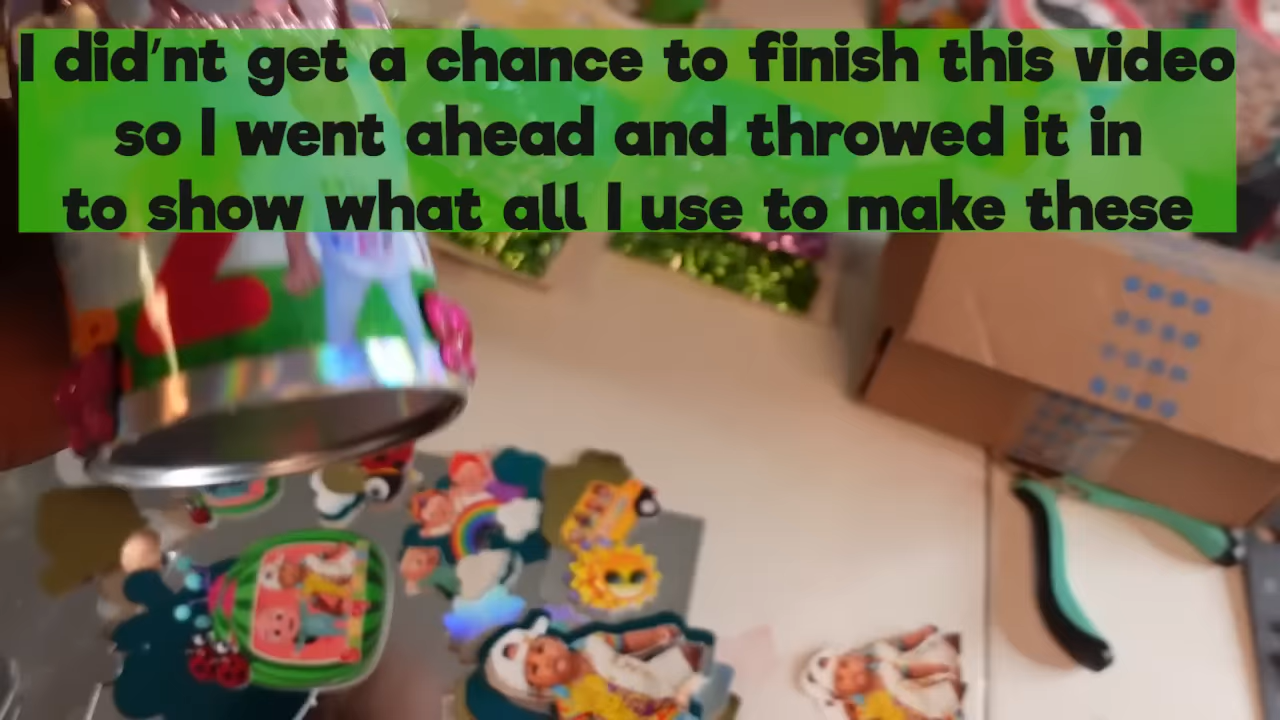 I did'nt get a chance to finish this video
so I went ahead and throwed it in
to show what all I use to make these